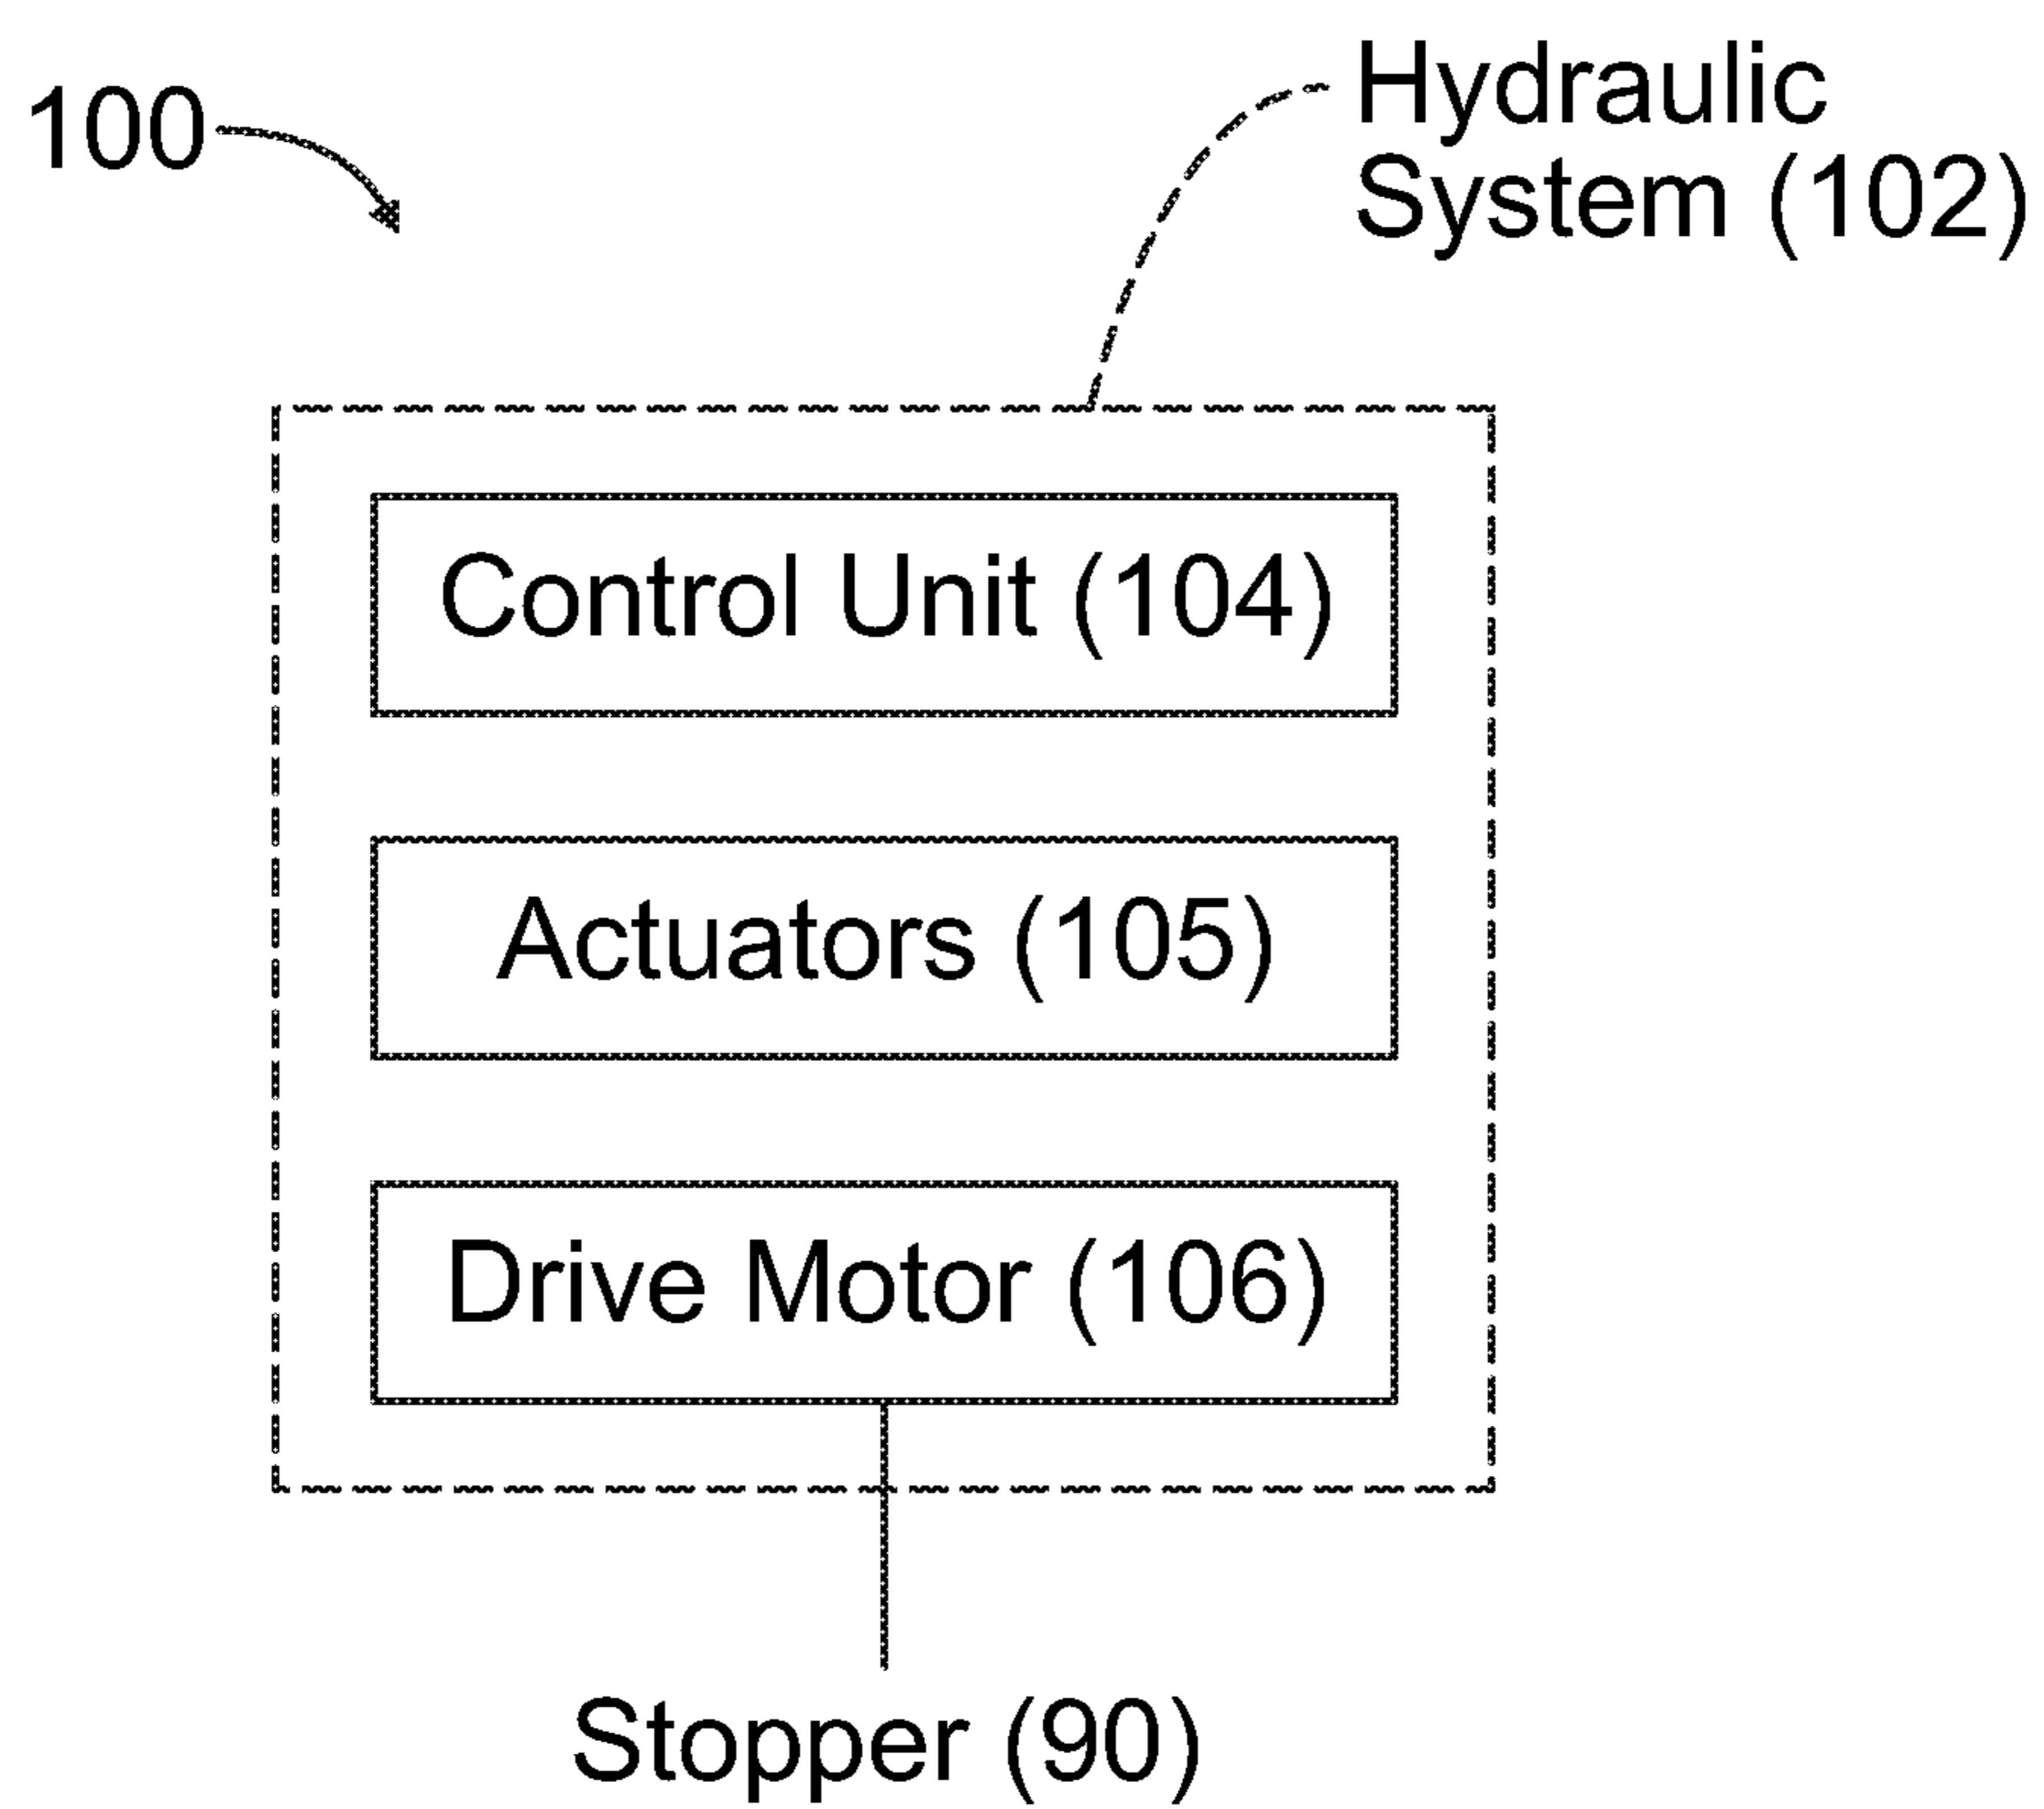 100
Hydraulic
System (102)
Control Unit (104)
Actuators (105)
Drive Motor (106)
Stopper (90)